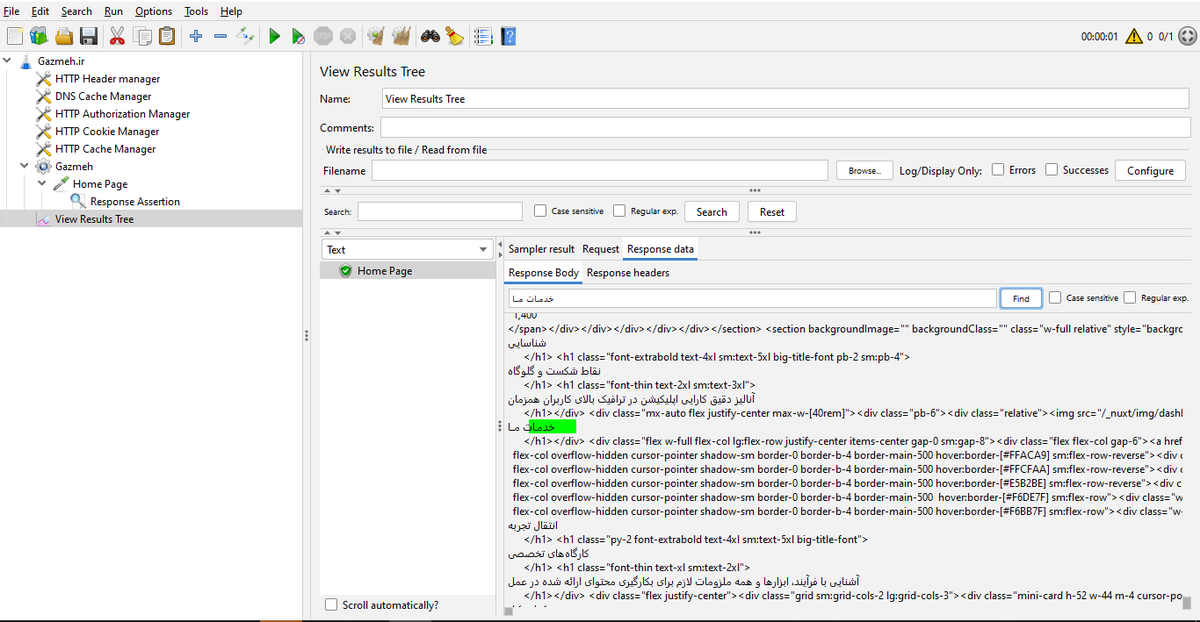 File Edit Search Run Options Tools Help
00:00:01 0 0/1
Gazmeh.ir
HTTP Header manager
DNS Cache Manager
HTTP Authorization Manager
HTTP Cookie Manager
HTTP Cache Manager
Gazmeh
Home Page
Response Assertion
View Results Tree
View Results Tree
Name: View Results Tree
Comments:
Write results to file / Read from file
Filename Browse... Log/Display Only: Errors Successes Configure
Search: Case sensitive Regular exp. Search Reset
Text
Home Page
Scroll automatically?
Sampler result Request Response data
Response Body Response headers
خدمات ما Find Case sensitive Regular exp.
1,400
</span></div></div></div></div></div></section> <section backgroundImage="" backgroundClass="" class="w-full relative" style="backgrc
شناسایی
</h1> <h1 class="font-extrabold text-4xl sm:text-5xl big-title-font pb-2 sm:pb-4">
نقاط شکست و گلوگاه
</h1> <h1 class="font-thin text-2xl sm:text-3xl">
آنالیز دقیق کارایی اپلیکیشن در ترافیک بالای کاربران همزمان
</h1></div> <div class="mx-auto flex justify-center max-w-[40rem]"><div class="pb-6"><div class="relative"><img src="/_nuxt/img/dashl
خدمات ما
</h1></div> <div class="flex w-full flex-col lg:flex-row justify-center items-center gap-0 sm:gap-8"><div class="flex flex-col gap-6"><a href
flex-col overflow-hidden cursor-pointer shadow-sm border-0 border-b-4 border-main-500 hover:border-[#FFACA9] sm:flex-row-reverse"><div c
flex-col overflow-hidden cursor-pointer shadow-sm border-0 border-b-4 border-main-500 hover:border-[#FFCFAA] sm:flex-row-reverse"><div c
flex-col overflow-hidden cursor-pointer shadow-sm border-0 border-b-4 border-main-500 hover:border-[#E5B2BE] sm:flex-row-reverse"><div c
flex-col overflow-hidden cursor-pointer shadow-sm border-0 border-b-4 border-main-500 hover:border-[#F6DE7F] sm:flex-row"><div class="w
flex-col overflow-hidden cursor-pointer shadow-sm border-0 border-b-4 border-main-500 hover:border-[#F6BB7F] sm:flex-row"><div class="w-
انتقال تجربه
</h1> <h1 class="py-2 font-extrabold text-4xl sm:text-5xl big-title-font">
کارگاه‌های تخصصی
</h1> <h1 class="font-thin text-xl sm:text-2xl">
آشنایی با فرآیند، ابزارها و همه ملزومات لازم برای بکارگیری محتوای ارائه شده در عمل
</h1></div> <div class="flex justify-center"><div class="grid sm:grid-cols-2 lg:grid-cols-3"><div class="mini-card h-52 w-44 m-4 cursor-po